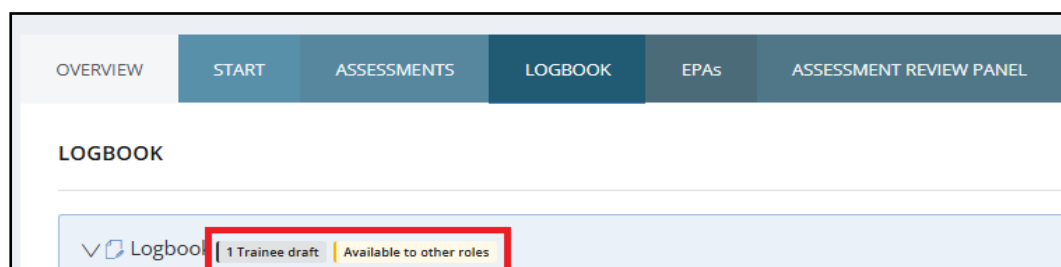 OVERVIEW START ASSESSMENTS LOGBOOK EPAs ASSESSMENT REVIEW PANEL
LOGBOOK
Logbook 1 Trainee draft Available to other roles